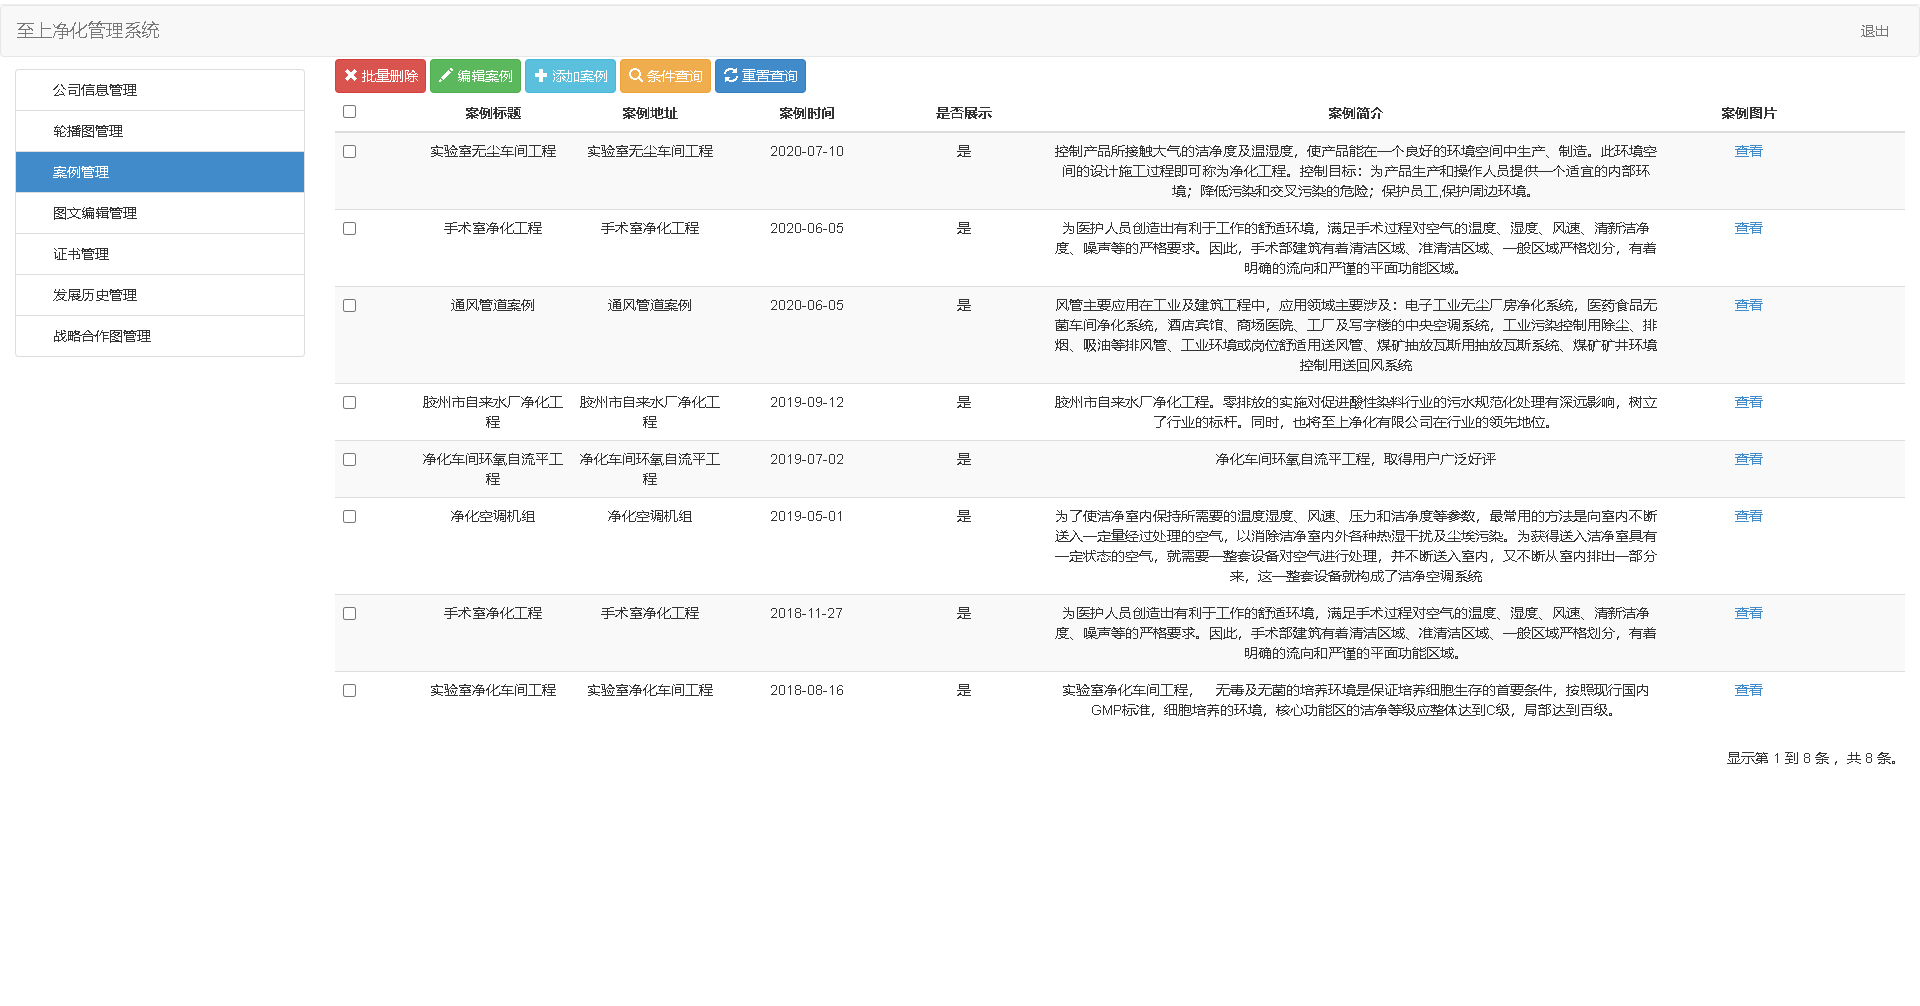 至上净化管理系统
退出
公司信息管理
轮播图管理
案例管理
图文编辑管理
证书管理
发展历史管理
战略合作图管理
批量删除 编辑案例 添加案例 条件查询 重置查询
案例标题 案例地址 案例时间 是否展示 案例简介 案例图片
实验室无尘车间工程 实验室无尘车间工程 2020-07-10 是 控制产品所接触大气的洁净度及温湿度，使产品能在一个良好的环境空间中生产、制造。此环境空 查看
间的设计施工过程即可称为净化工程。控制目标：为产品生产和操作人员提供一个适宜的内部环
境；降低污染和交叉污染的危险；保护员工,保护周边环境。
手术室净化工程 手术室净化工程 2020-06-05 是 为医护人员创造出有利于工作的舒适环境，满足手术过程对空气的温度、湿度、风速、清新洁净 查看
度、噪声等的严格要求。因此，手术部建筑有着清洁区域、准清洁区域、一般区域严格划分，有着
明确的流向和严谨的平面功能区域。
通风管道案例 通风管道案例 2020-06-05 是 风管主要应用在工业及建筑工程中，应用领域主要涉及：电子工业无尘厂房净化系统，医药食品无 查看
菌车间净化系统，酒店宾馆、商场医院、工厂及写字楼的中央空调系统，工业污染控制用除尘、排
烟、吸油等排风管、工业环境或岗位舒适用送风管、煤矿抽放瓦斯用抽放瓦斯系统、煤矿矿井环境
控制用送回风系统
胶州市自来水厂净化工 胶州市自来水厂净化工 2019-09-12 是 胶州市自来水厂净化工程。零排放的实施对促进酸性染料行业的污水规范化处理有深远影响，树立 查看
程 程 了行业的标杆。同时，也将至上净化有限公司在行业的领先地位。
净化车间环氧自流平工 净化车间环氧自流平工 2019-07-02 是 净化车间环氧自流平工程，取得用户广泛好评 查看
程 程
净化空调机组 净化空调机组 2019-05-01 是 为了使洁净室内保持所需要的温度湿度、风速、压力和洁净度等参数，最常用的方法是向室内不断 查看
送入一定量经过处理的空气，以消除洁净室内外各种热湿干扰及尘埃污染。为获得送入洁净室具有
一定状态的空气，就需要一整套设备对空气进行处理，并不断送入室内，又不断从室内排出一部分
来，这一整套设备就构成了洁净空调系统
手术室净化工程 手术室净化工程 2018-11-27 是 为医护人员创造出有利于工作的舒适环境，满足手术过程对空气的温度、湿度、风速、清新洁净 查看
度、噪声等的严格要求。因此，手术部建筑有着清洁区域、准清洁区域、一般区域严格划分，有着
明确的流向和严谨的平面功能区域。
实验室净化车间工程 实验室净化车间工程 2018-08-16 是 实验室净化车间工程， 无毒及无菌的培养环境是保证培养细胞生存的首要条件，按照现行国内 查看
GMP标准，细胞培养的环境，核心功能区的洁净等级应整体达到C级，局部达到百级。
显示第 1 到 8 条 ，共 8 条。